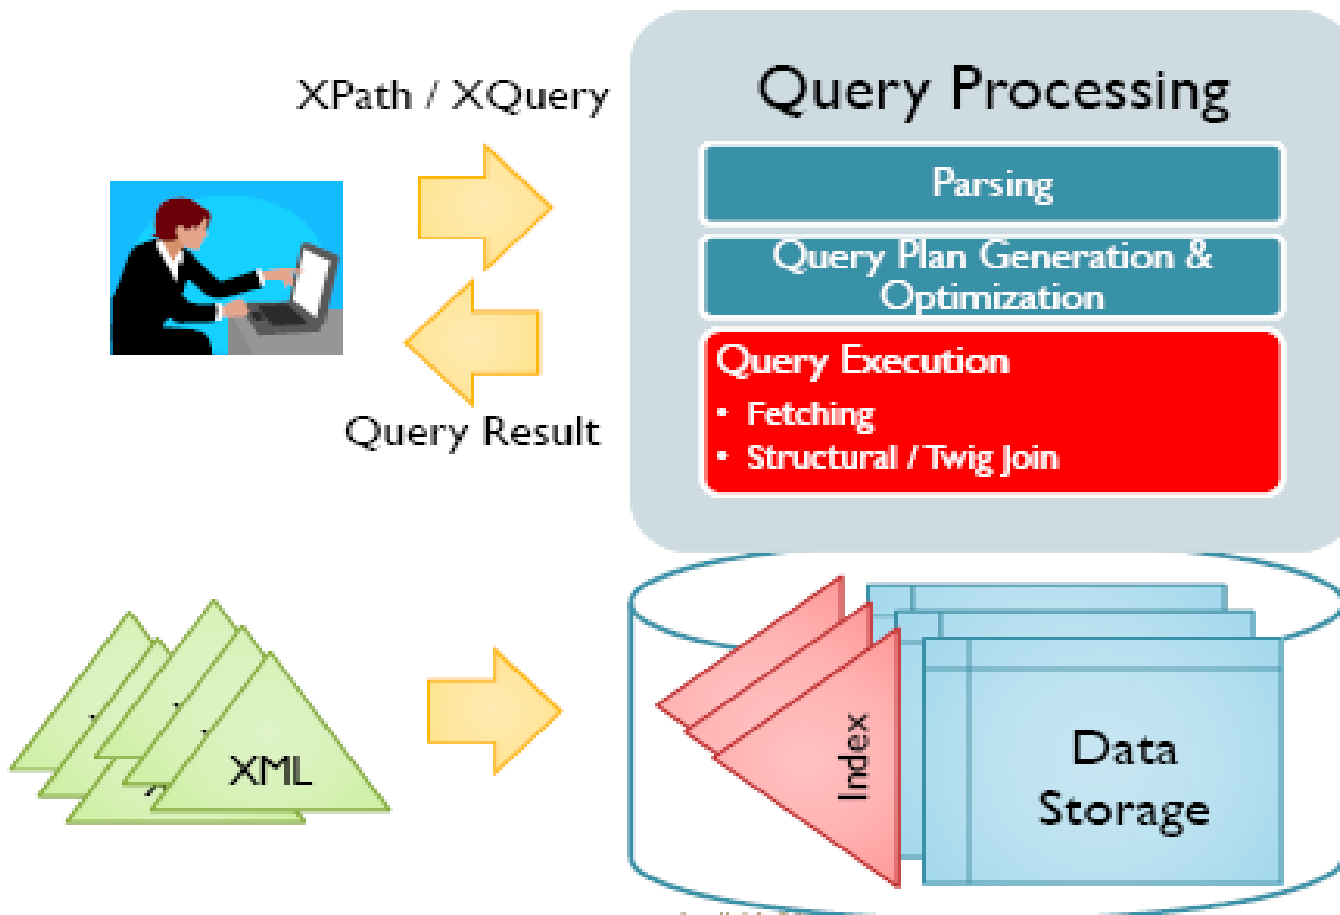 XPath / XQuery
Query Processing
Parsing
Query Plan Generation &
Optimization
Query Execution
• Fetching
• Structural / Twig Join
Query Result
XML
Index
Data
Storage